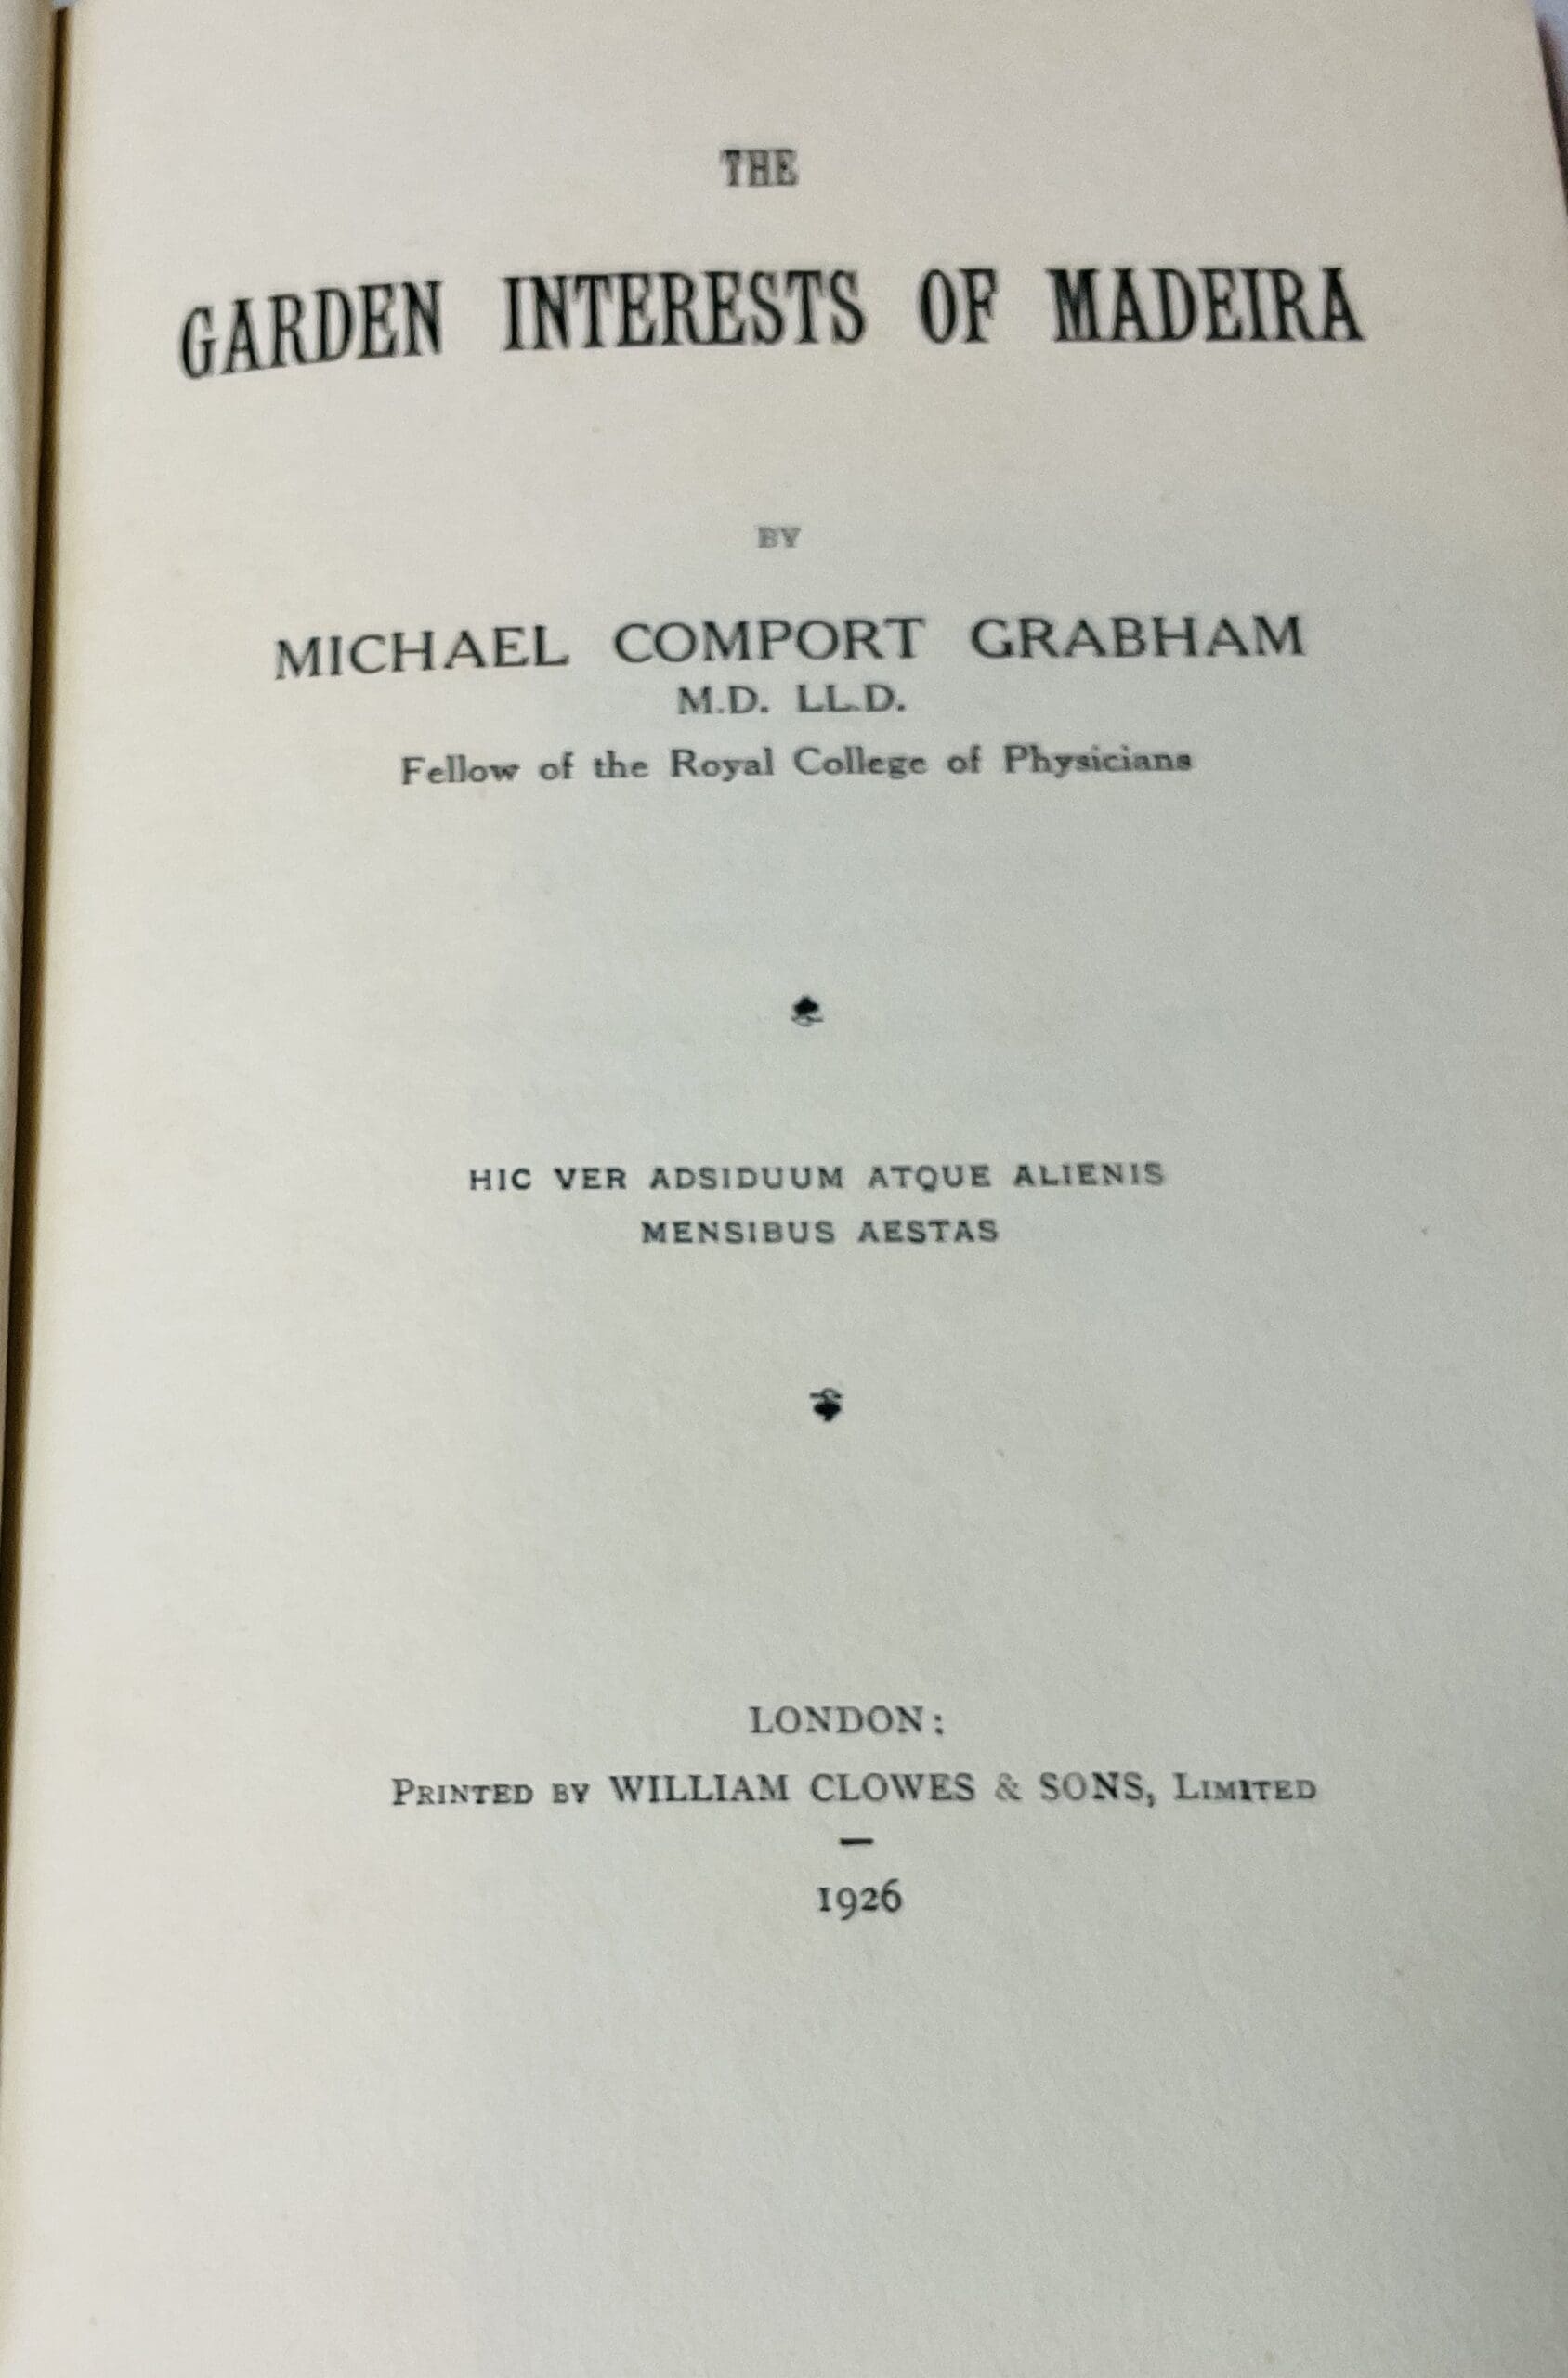 THE
GARDEN INTERESTS OF MADEIRA
BY
MICHAEL COMPORT GRABHAM
M.D. LL.D.
Fellow of the Royal College of Physicians
HIC VER ADSIDUUM ATQUE ALIENIS
MENSIBUS AESTAS
LONDON:
PRINTED BY WILLIAM CLOWES & SONS, LIMITED
1926